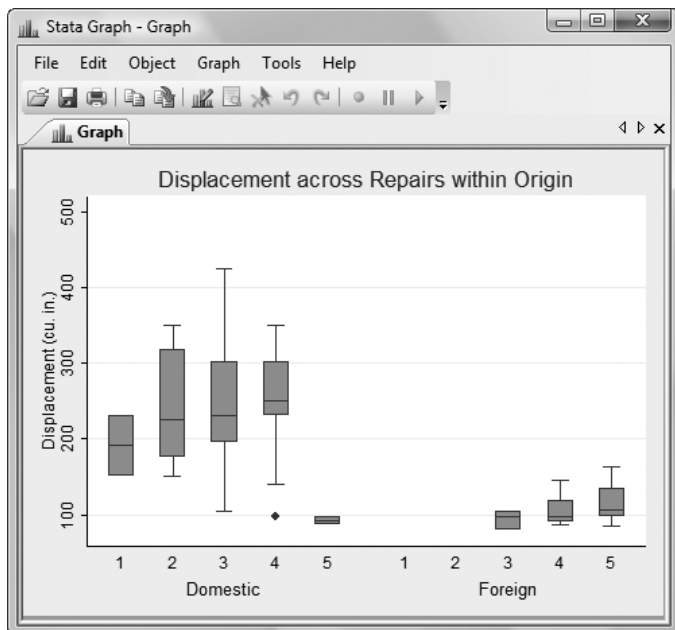 Stata Graph - Graph
File Edit Object Graph Tools Help
Graph
Displacement across Repairs within Origin
Displacement (cu. in.)
500
400
300
200
100
1 2 3 4 5 1 2 3 4 5
Domestic Foreign